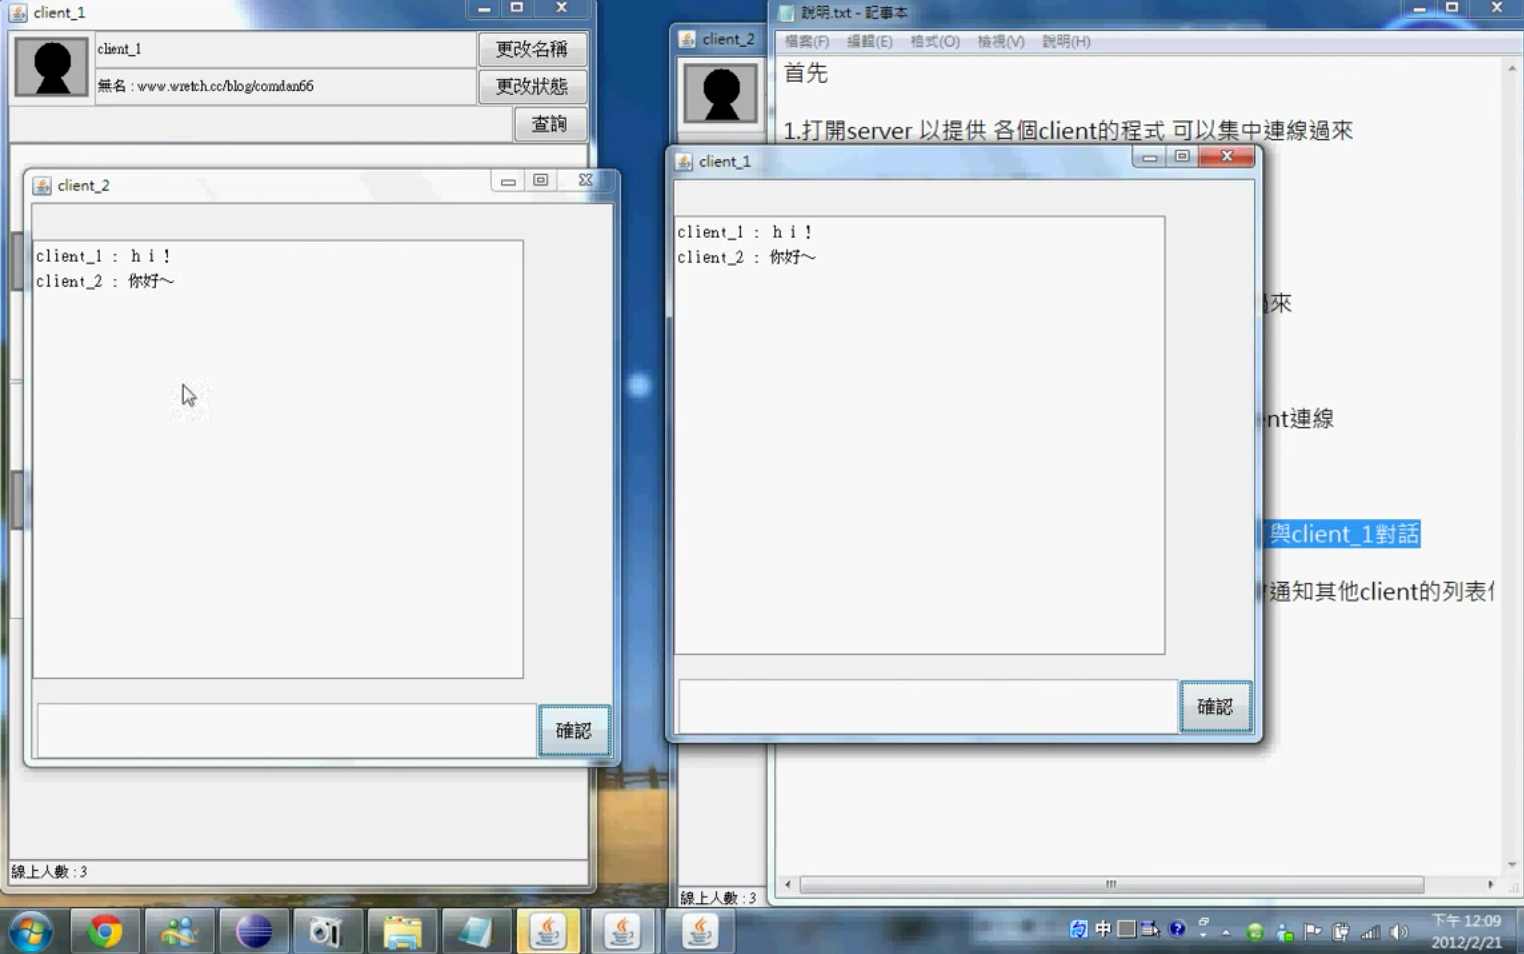 client_1
client_1
更改名稱
無名 : www.wretch.cc/blog/comdan66
更改狀態
查詢
client_2
client_1 : h i !
client_2 : 你好~
確認
線上人數 : 3
client_2
線上人數 : 3
client_1
client_1 : h i !
client_2 : 你好~
確認
說明.txt - 記事本
檔案(F) 編輯(E) 格式(O) 檢視(V) 說明(H)
首先
1.打開server 以提供 各個client的程式 可以集中連線過來
過來
ent連線
與client_1對話
通知其他client的列表
中
下午 12:09
2012/2/21